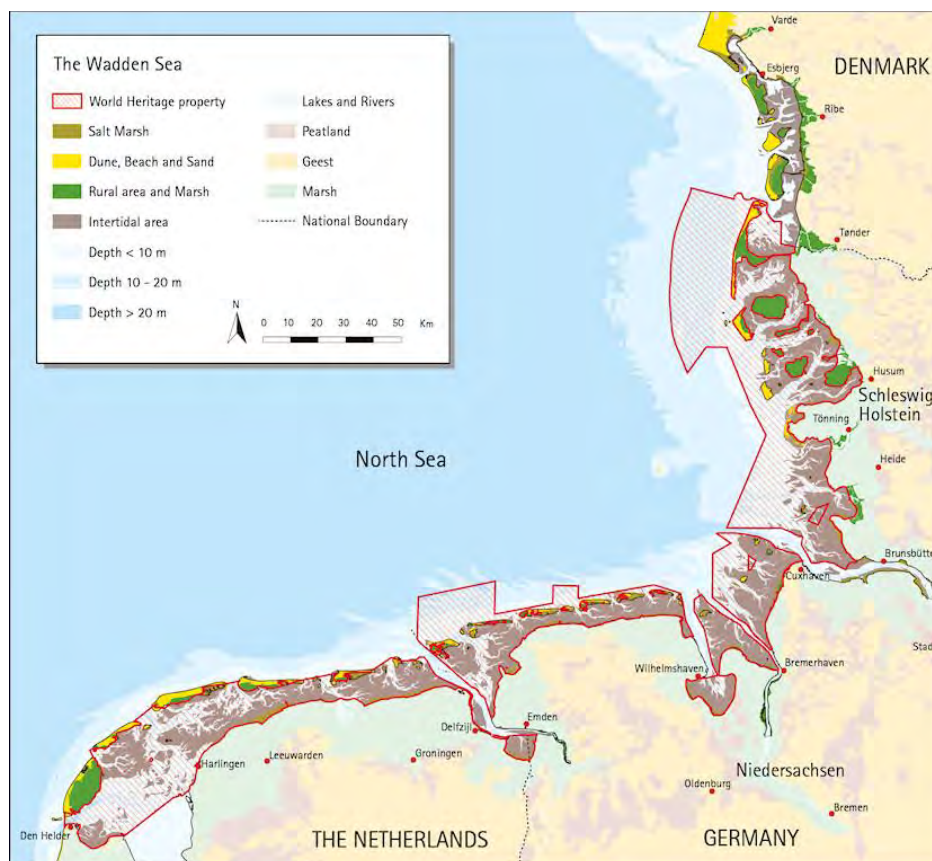 The Wadden Sea
World Heritage property
Salt Marsh
Dune, Beach and Sand
Rural area and Marsh
Intertidal area
Depth < 10 m
Depth 10 - 20 m
Depth > 20 m
Lakes and Rivers
Peatland
Geest
Marsh
National Boundary
N
0 10 20 30 40 50 Km
Varde
DENMARK
Esbjerg
Ribe
Tønder
Husum
Schleswig
Holstein
Tönning
Heide
North Sea
Brunsbütte
Cuxhaven
Stad
Wilhelmshaven
Bremerhaven
Emden
Delfzijl
Groningen
Leeuwarden
Harlingen
Niedersachsen
Oldenburg
Bremen
Den Helder
THE NETHERLANDS
GERMANY